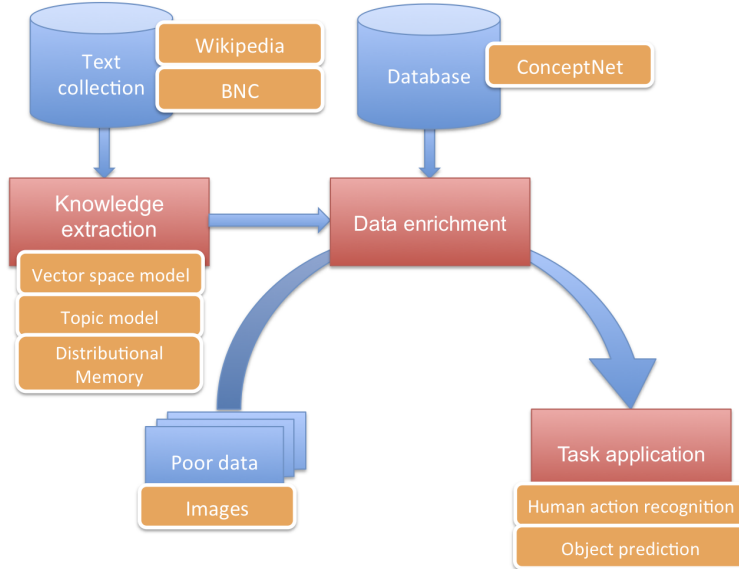 Text
collection
Wikipedia
BNC
Database
ConceptNet
Knowledge
extraction
Data enrichment
Vector space model
Topic model
Distributional
Memory
Poor data
Images
Task application
Human action recognition
Object prediction